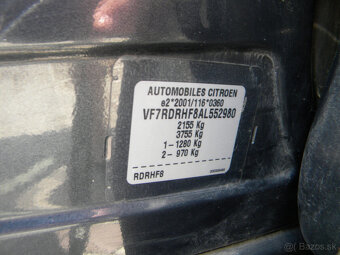 AUTOMOBILES CITROEN
e2*2001/116*0360
VF7RDRHF8AL552980
2155 Kg
3755 Kg
1-1280 Kg
2- 970 Kg
RDRHF8
© Bazos.sk